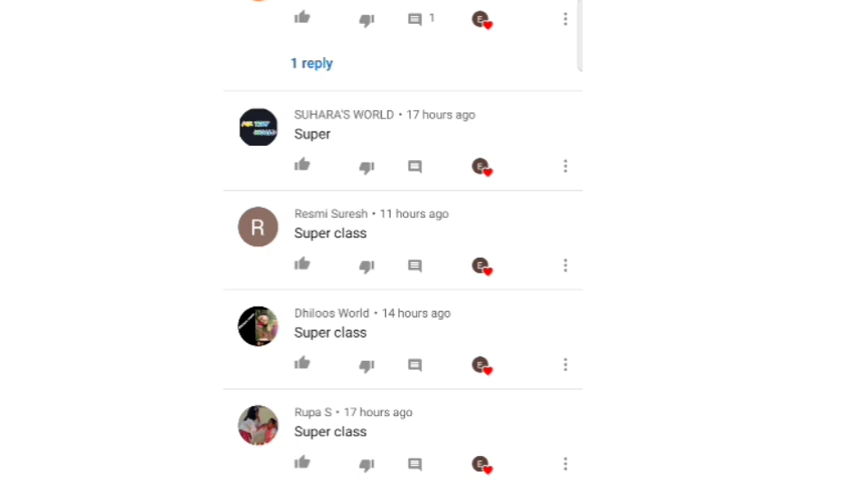 1
1 reply
SUHARA'S WORLD • 17 hours ago
Super
E
R
Resmi Suresh • 11 hours ago
Super class
E
Dhiloos World • 14 hours ago
Super class
E
Rupa S • 17 hours ago
Super class
E